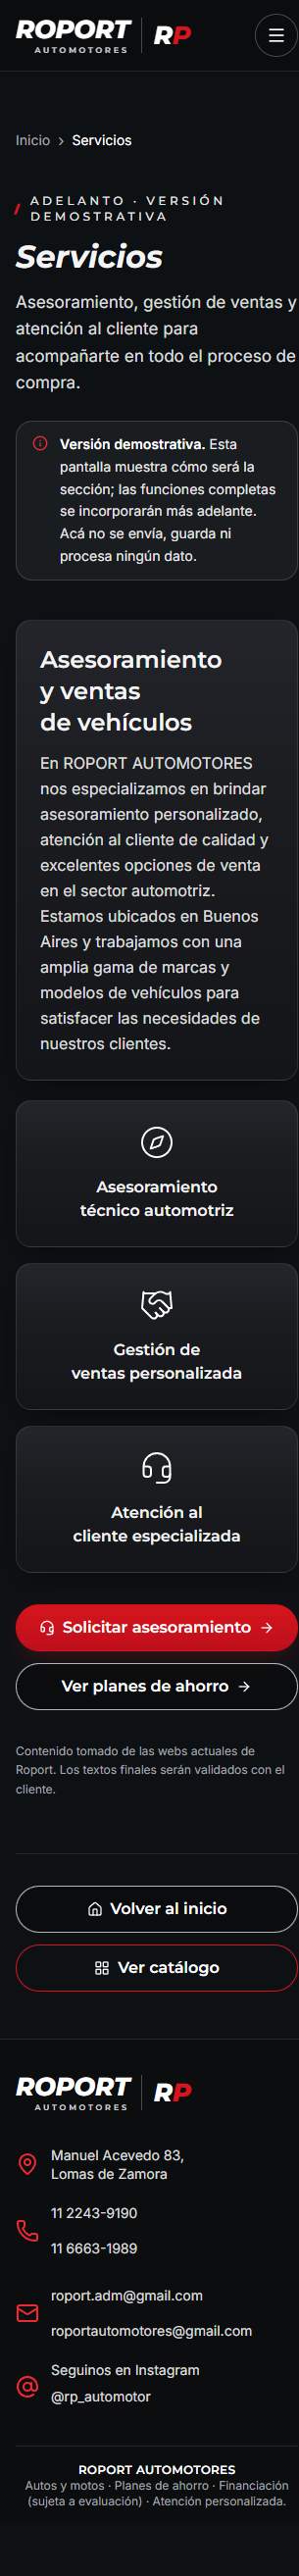 ROPORT RP
AUTOMOTORES
Inicio › Servicios
ADELANTO · VERSIÓN
DEMOSTRATIVA
Servicios
Asesoramiento, gestión de ventas y
atención al cliente para
acompañarte en todo el proceso de
compra.
Versión demostrativa. Esta
pantalla muestra cómo será la
sección; las funciones completas
se incorporarán más adelante.
Acá no se envía, guarda ni
procesa ningún dato.
Asesoramiento
y ventas
de vehículos
En ROPORT AUTOMOTORES
nos especializamos en brindar
asesoramiento personalizado,
atención al cliente de calidad y
excelentes opciones de venta
en el sector automotriz.
Estamos ubicados en Buenos
Aires y trabajamos con una
amplia gama de marcas y
modelos de vehículos para
satisfacer las necesidades de
nuestros clientes.
Asesoramiento
técnico automotriz
Gestión de
ventas personalizada
Atención al
cliente especializada
Solicitar asesoramiento →
Ver planes de ahorro →
Contenido tomado de las webs actuales de
Roport. Los textos finales serán validados con el
cliente.
Volver al inicio
Ver catálogo
ROPORT RP
AUTOMOTORES
Manuel Acevedo 83,
Lomas de Zamora
11 2243-9190
11 6663-1989
roport.adm@gmail.com
roportautomotores@gmail.com
Seguinos en Instagram
@rp_automotor
ROPORT AUTOMOTORES
Autos y motos · Planes de ahorro · Financiación
(sujeta a evaluación) · Atención personalizada.